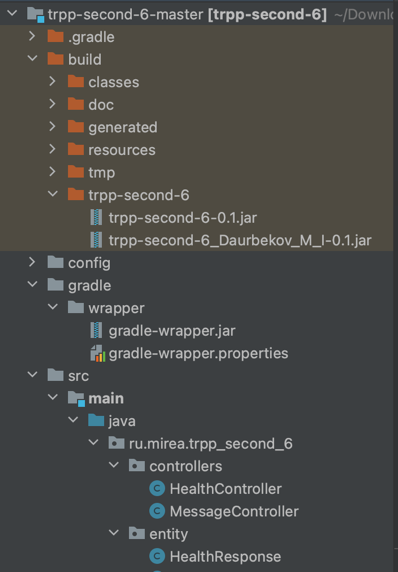 trpp-second-6-master [trpp-second-6] ~/Downlo
.gradle
build
classes
doc
generated
resources
tmp
trpp-second-6
trpp-second-6-0.1.jar
trpp-second-6_Daurbekov_M_I-0.1.jar
config
gradle
wrapper
gradle-wrapper.jar
gradle-wrapper.properties
src
main
java
ru.mirea.trpp_second_6
controllers
HealthController
MessageController
entity
HealthResponse